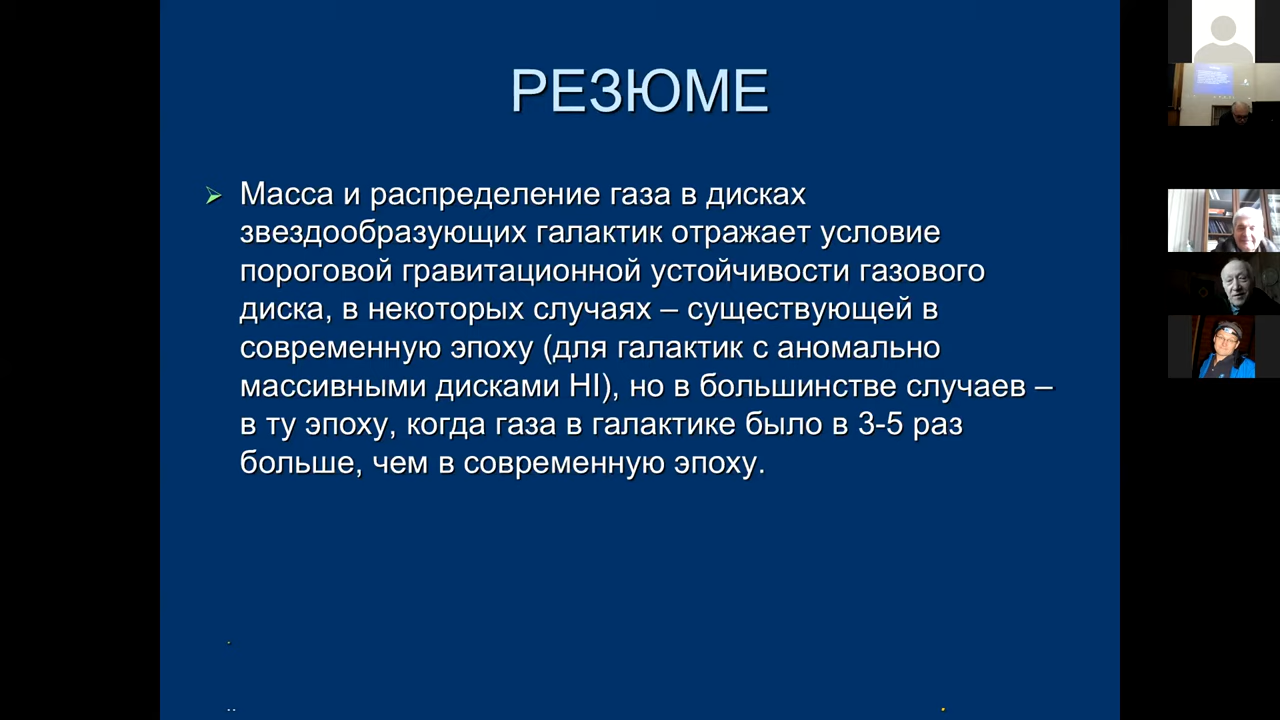 РЕЗЮМЕ
Масса и распределение газа в дисках
звездообразующих галактик отражает условие
пороговой гравитационной устойчивости газового
диска, в некоторых случаях – существующей в
современную эпоху (для галактик с аномально
массивными дисками HI), но в большинстве случаев –
в ту эпоху, когда газа в галактике было в 3-5 раз
больше, чем в современную эпоху.